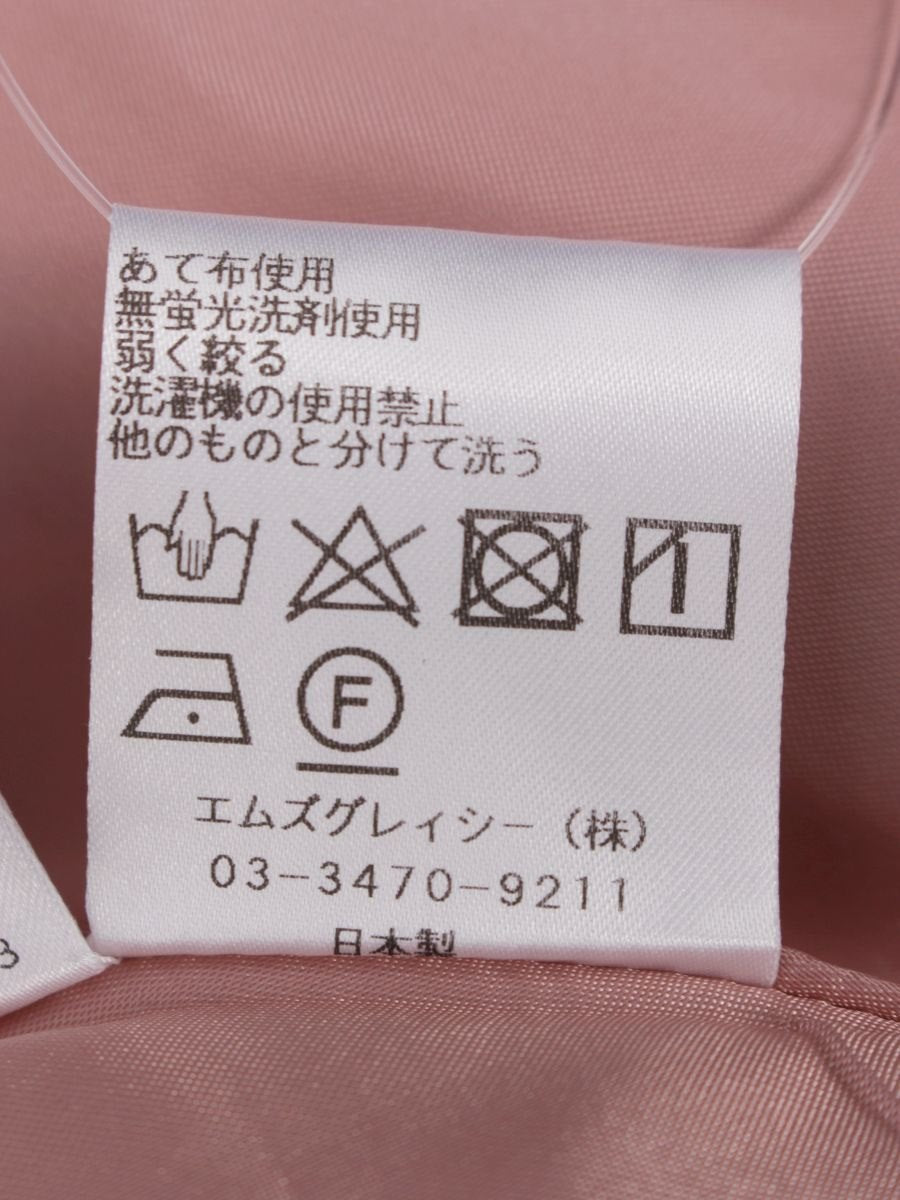 あて布使用
無蛍光洗剤使用
弱く絞る
洗濯機の使用禁止
他のものと分けて洗う
F
エムズグレィシー（株）
03-3470-9211
日本製
3